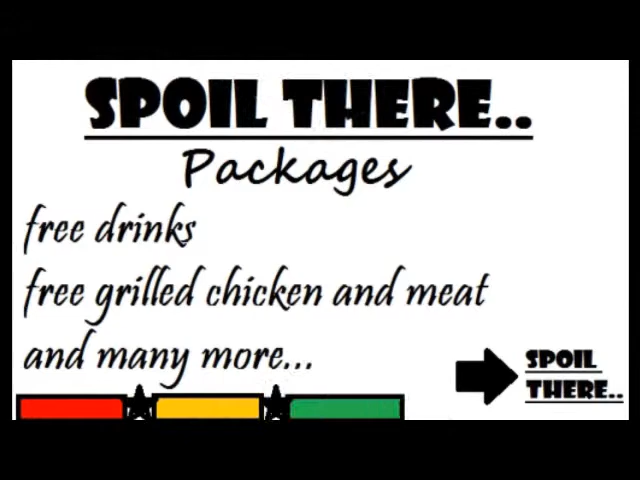 SPOIL THERE..
Packages
free drinks
free grilled chicken and meat
and many more...
SPOIL
THERE..